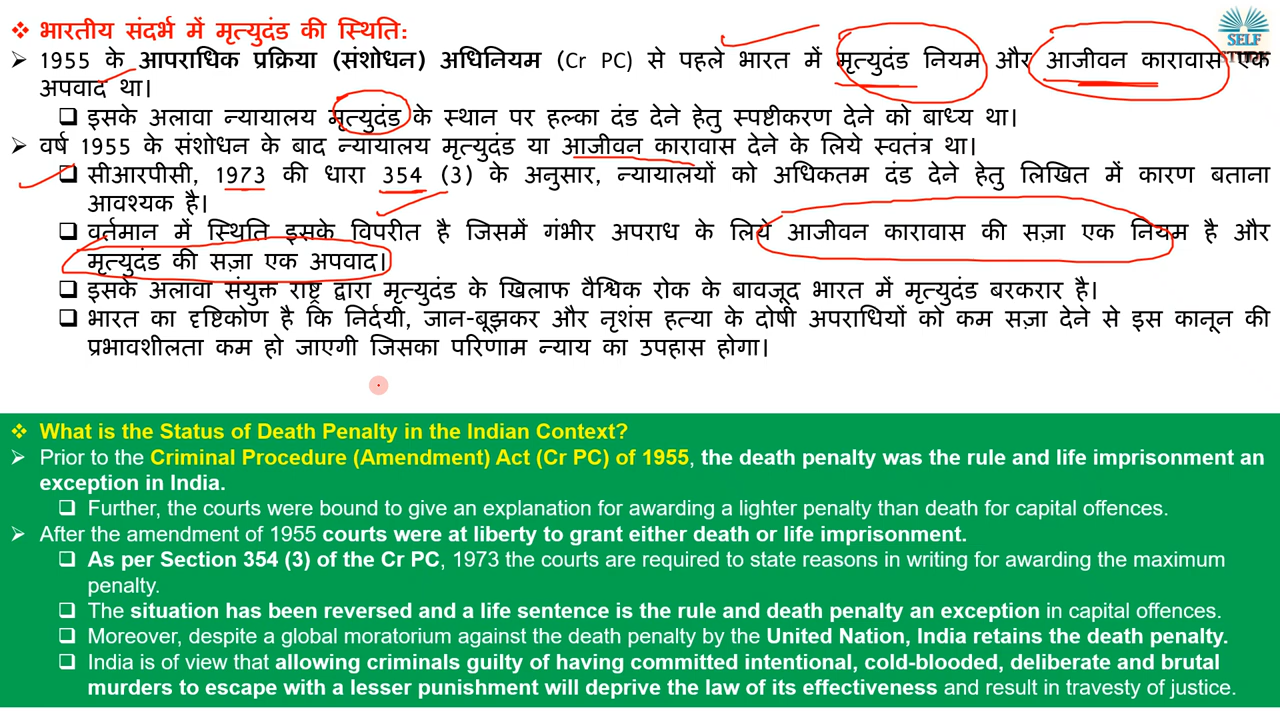 ❖ भारतीय संदर्भ में मृत्युदंड की स्थिति:
SELF
STUDY
➢ 1955 के आपराधिक प्रक्रिया (संशोधन) अधिनियम (Cr PC) से पहले भारत में मृत्युदंड नियम और आजीवन कारावास एक
अपवाद था।
❑ इसके अलावा न्यायालय मृत्युदंड के स्थान पर हल्का दंड देने हेतु स्पष्टीकरण देने को बाध्य था।
➢ वर्ष 1955 के संशोधन के बाद न्यायालय मृत्युदंड या आजीवन कारावास देने के लिये स्वतंत्र था।
❑ सीआरपीसी, 1973 की धारा 354 (3) के अनुसार, न्यायालयों को अधिकतम दंड देने हेतु लिखित में कारण बताना
आवश्यक है।
❑ वर्तमान में स्थिति इसके विपरीत है जिसमें गंभीर अपराध के लिये आजीवन कारावास की सज़ा एक नियम है और
मृत्युदंड की सज़ा एक अपवाद।
❑ इसके अलावा संयुक्त राष्ट्र द्वारा मृत्युदंड के खिलाफ वैश्विक रोक के बावजूद भारत में मृत्युदंड बरकरार है।
❑ भारत का दृष्टिकोण है कि निर्दयी, जान-बूझकर और नृशंस हत्या के दोषी अपराधियों को कम सज़ा देने से इस कानून की
प्रभावशीलता कम हो जाएगी जिसका परिणाम न्याय का उपहास होगा।
❖ What is the Status of Death Penalty in the Indian Context?
➢ Prior to the Criminal Procedure (Amendment) Act (Cr PC) of 1955, the death penalty was the rule and life imprisonment an
exception in India.
❑ Further, the courts were bound to give an explanation for awarding a lighter penalty than death for capital offences.
➢ After the amendment of 1955 courts were at liberty to grant either death or life imprisonment.
❑ As per Section 354 (3) of the Cr PC, 1973 the courts are required to state reasons in writing for awarding the maximum
penalty.
❑ The situation has been reversed and a life sentence is the rule and death penalty an exception in capital offences.
❑ Moreover, despite a global moratorium against the death penalty by the United Nation, India retains the death penalty.
❑ India is of view that allowing criminals guilty of having committed intentional, cold-blooded, deliberate and brutal
murders to escape with a lesser punishment will deprive the law of its effectiveness and result in travesty of justice.